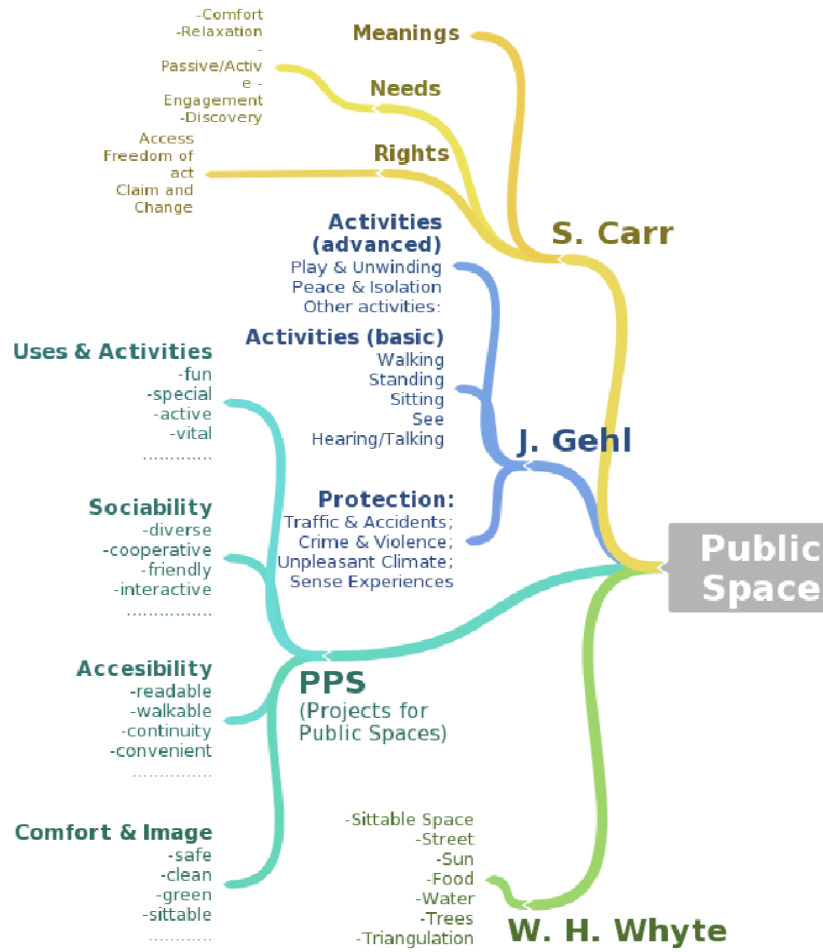 -Comfort
-Relaxation
-
Passive/Activ
e -
Engagement
-Discovery
Meanings
Needs
Rights
Access
Freedom of
act
Claim and
Change
S. Carr
Activities
(advanced)
Play & Unwinding
Peace & Isolation
Other activities:
Activities (basic)
Walking
Standing
Sitting
See
Hearing/Talking
J. Gehl
Protection:
Traffic & Accidents;
Crime & Violence;
Unpleasant Climate;
Sense Experiences
Uses & Activities
-fun
-special
-active
-vital
.............
Sociability
-diverse
-cooperative
-friendly
-interactive
................
Accesibility
-readable
-walkable
-continuity
-convenient
..............
Comfort & Image
-safe
-clean
-green
-sittable
...........
PPS
(Projects for
Public Spaces)
Public
Space
-Sittable Space
-Street
-Sun
-Food
-Water
-Trees
-Triangulation
W. H. Whyte